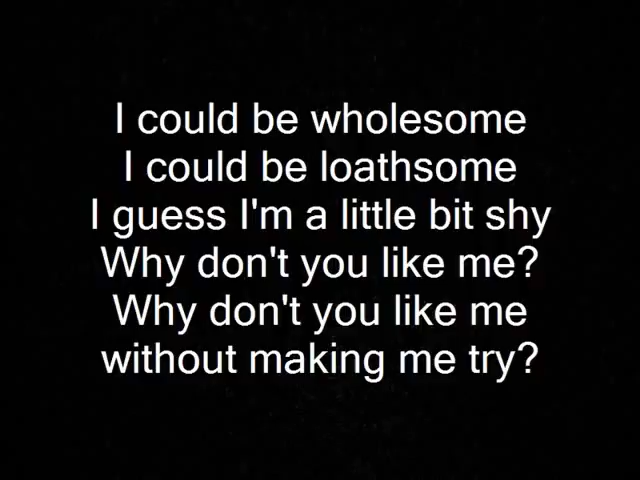 I could be wholesome
I could be loathsome
I guess I'm a little bit shy
Why don't you like me?
Why don't you like me
without making me try?